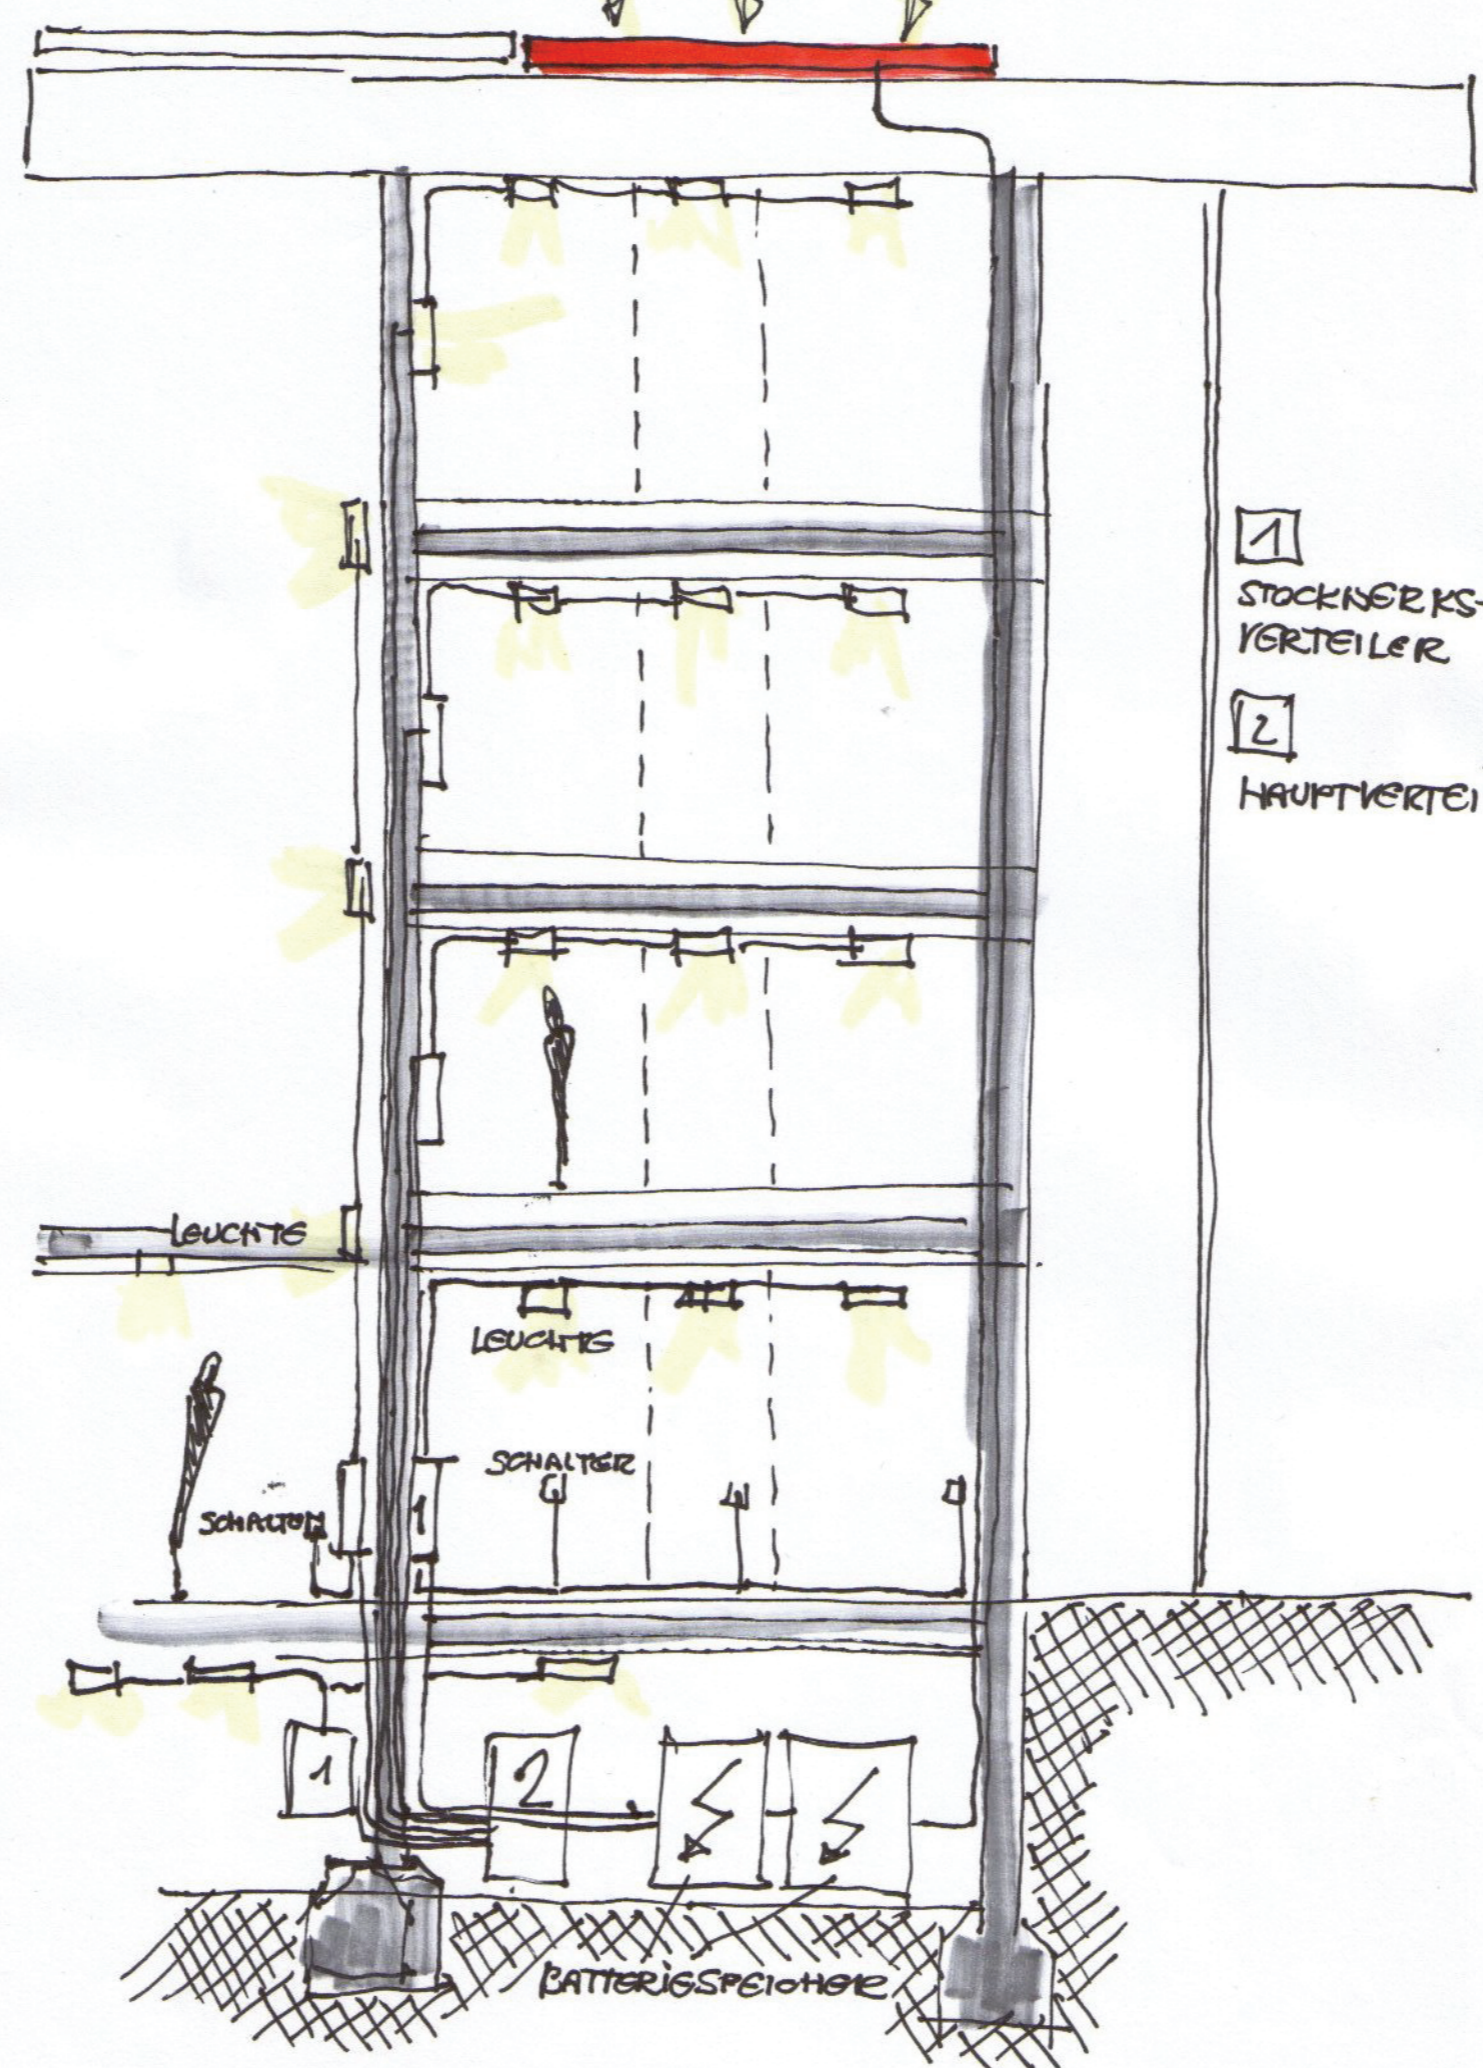 1
STOCKWERKS-
VERTEILER
2
HAUPTVERTEI
LEUCHTE
LEUCHTE
SCHALTER
SCHALTER
1
1
2
BATTERIESPEICHER